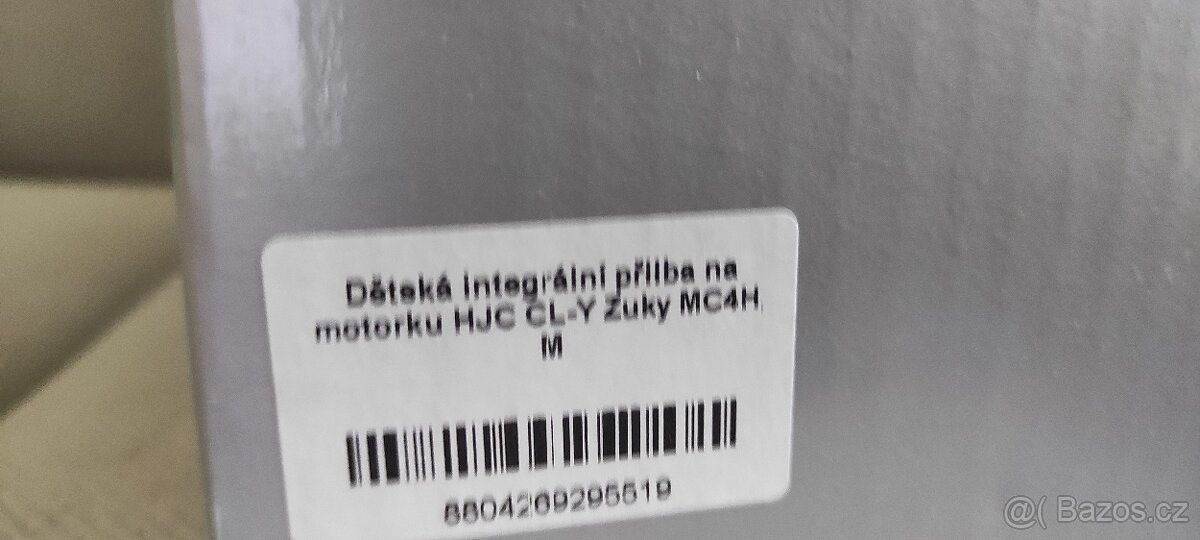 Dětská integrální přilba na
motorku HJC CL-Y Zuky MC4H,
M
8804269295519
@( Bazos.cz